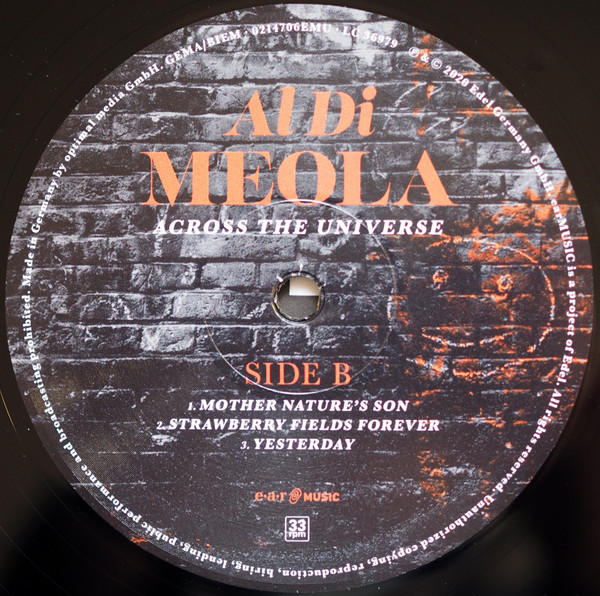 Al Di
MEOLA
ACROSS THE UNIVERSE
SIDE B
1. MOTHER NATURE'S SON
2. STRAWBERRY FIELDS FOREVER
3. YESTERDAY
e·a·r MUSIC
33
rpm
Made in Germany by optimal media GmbH. GEMA/BIEM · 0214706EMU · LC 36979 ℗ & © 2020 Edel Germany GmbH. earMUSIC is a project of Edel. All rights reserved. Unauthorized copying, reproduction, hiring, lending, public performance and broadcasting prohibited.